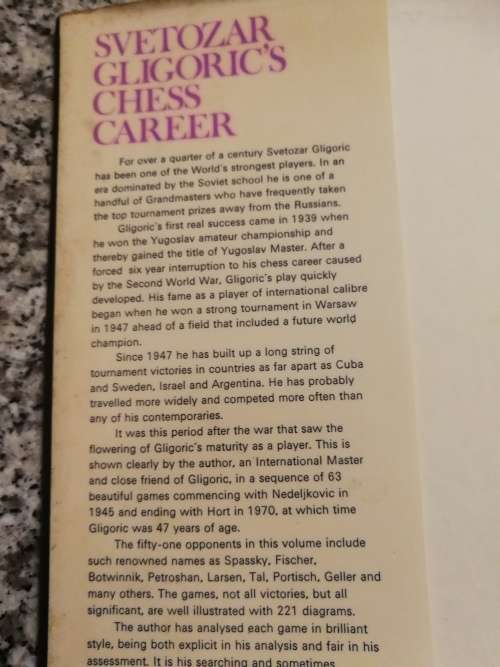 SVETOZAR
GLIGORIC'S
CHESS
CAREER
For over a quarter of a century Svetozar Gligoric
has been one of the World's strongest players. In an
era dominated by the Soviet school he is one of a
handful of Grandmasters who have frequently taken
the top tournament prizes away from the Russians.
Gligoric's first real success came in 1939 when
he won the Yugoslav amateur championship and
thereby gained the title of Yugoslav Master. After a
forced six year interruption to his chess career caused
by the Second World War, Gligoric's play quickly
developed. His fame as a player of international calibre
began when he won a strong tournament in Warsaw
in 1947 ahead of a field that included a future world
champion.
Since 1947 he has built up a long string of
tournament victories in countries as far apart as Cuba
and Sweden, Israel and Argentina. He has probably
travelled more widely and competed more often than
any of his contemporaries.
It was this period after the war that saw the
flowering of Gligoric's maturity as a player. This is
shown clearly by the author, an International Master
and close friend of Gligoric, in a sequence of 63
beautiful games commencing with Nedeljkovic in
1945 and ending with Hort in 1970, at which time
Gligoric was 47 years of age.
The fifty-one opponents in this volume include
such renowned names as Spassky, Fischer,
Botwinnik, Petroshan, Larsen, Tal, Portisch, Geller and
many others. The games, not all victories, but all
significant, are well illustrated with 221 diagrams.
The author has analysed each game in brilliant
style, being both explicit in his analysis and fair in his
assessment. It is his searching and sometimes